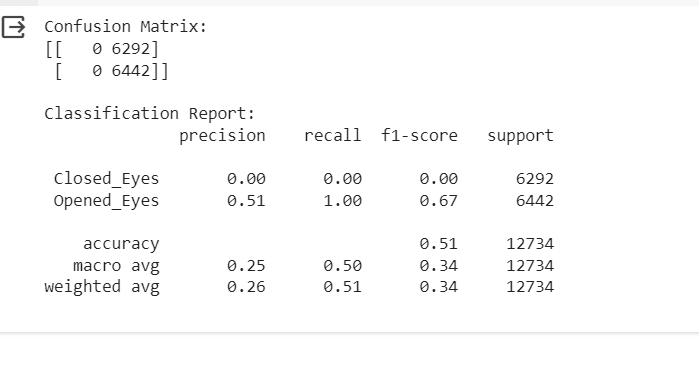 Confusion Matrix:
[[   0 6292]
 [   0 6442]]
Classification Report:
              precision    recall  f1-score   support
 Closed_Eyes       0.00      0.00      0.00      6292
 Opened_Eyes       0.51      1.00      0.67      6442
    accuracy                           0.51     12734
   macro avg       0.25      0.50      0.34     12734
weighted avg       0.26      0.51      0.34     12734